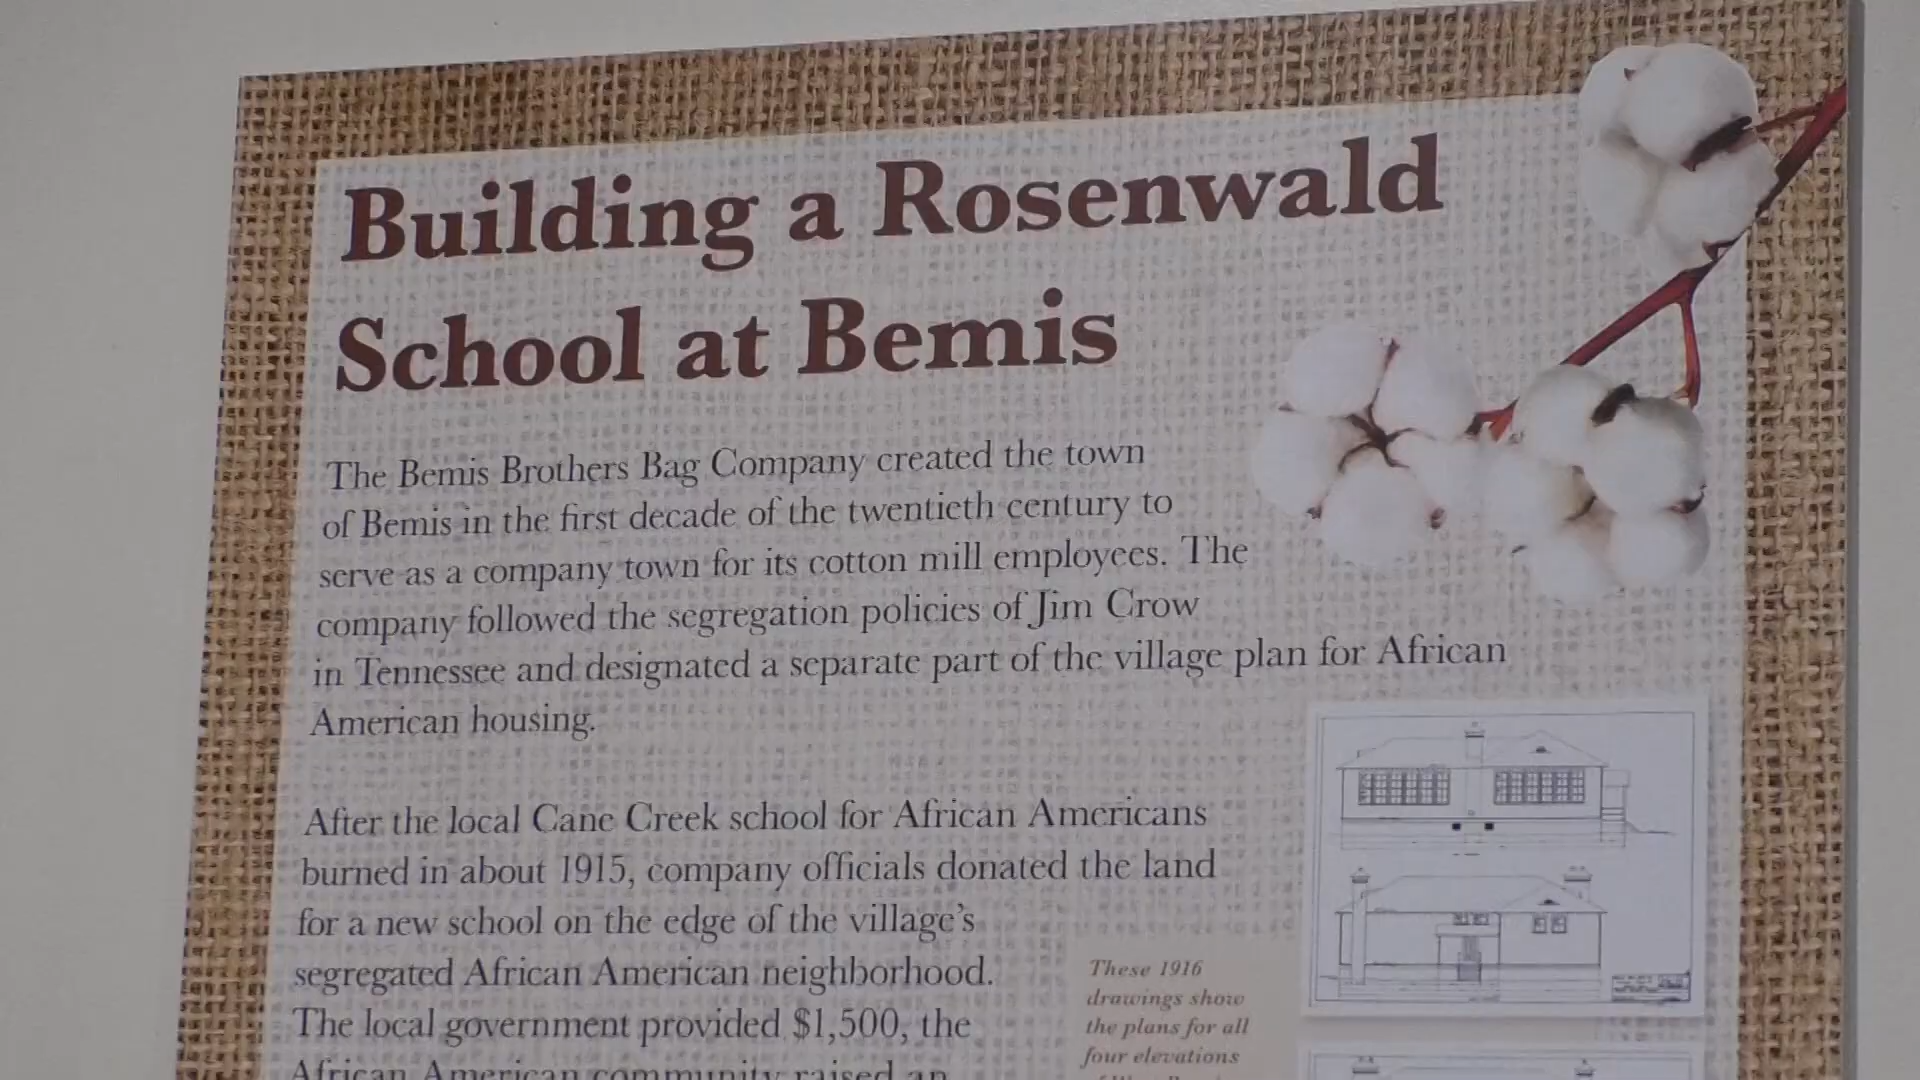 Building a Rosenwald
School at Bemis
The Bemis Brothers Bag Company created the town
of Bemis in the first decade of the twentieth century to
serve as a company town for its cotton mill employees. The
company followed the segregation policies of Jim Crow
in Tennessee and designated a separate part of the village plan for African
American housing.
After the local Cane Creek school for African Americans
burned in about 1915, company officials donated the land
for a new school on the edge of the village's
segregated African American neighborhood.
The local government provided $1,500, the
African American community raised an
These 1916
drawings show
the plans for all
four elevations